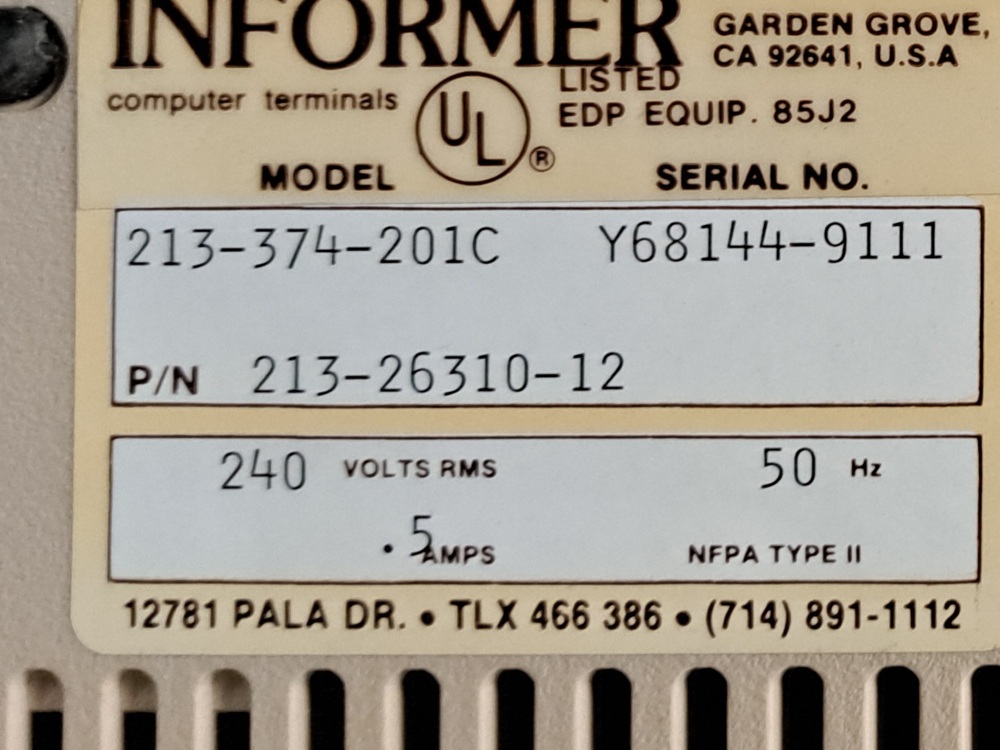 INFORMER
GARDEN GROVE,
CA 92641, U.S.A
computer terminals
UL ®
LISTED
EDP EQUIP. 85J2
MODEL SERIAL NO.
213-374-201C Y68144-9111
P/N 213-26310-12
240 VOLTS RMS 50 Hz
.5 AMPS NFPA TYPE II
12781 PALA DR. • TLX 466 386 • (714) 891-1112